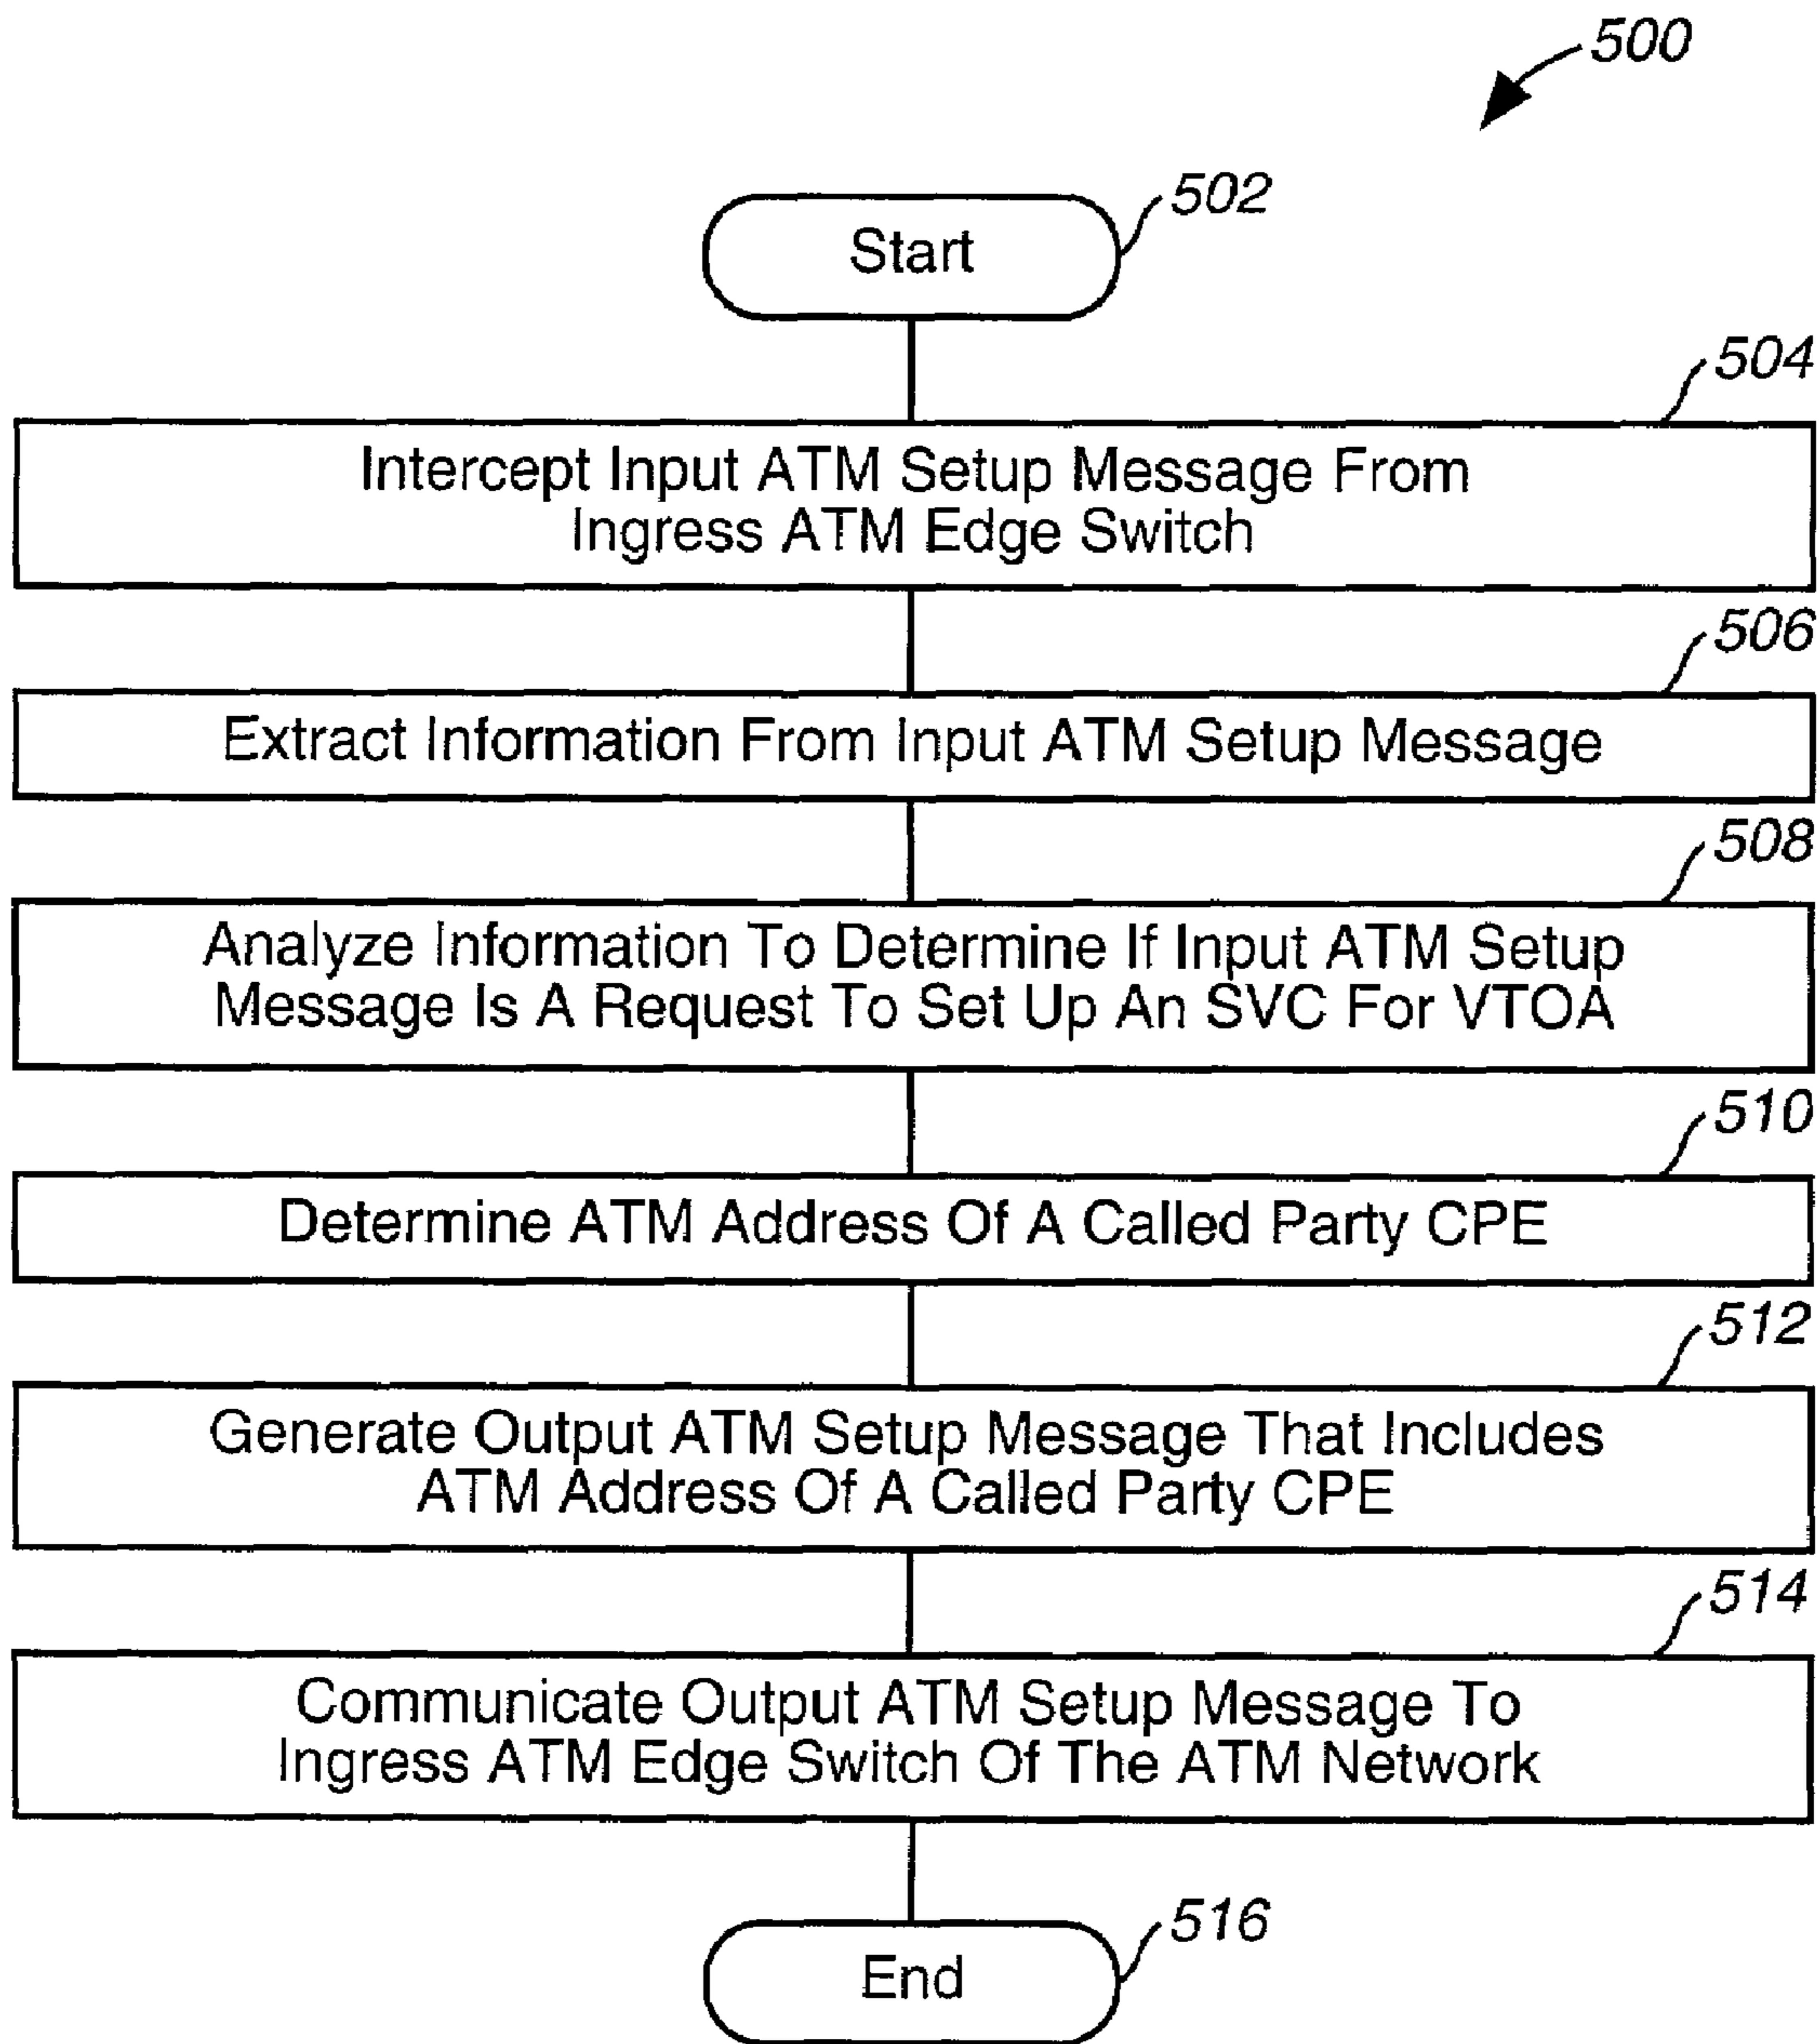 500
502
Start
504
Intercept Input ATM Setup Message From
Ingress ATM Edge Switch
506
Extract Information From Input ATM Setup Message
508
Analyze Information To Determine If Input ATM Setup
Message Is A Request To Set Up An SVC For VTOA
510
Determine ATM Address Of A Called Party CPE
512
Generate Output ATM Setup Message That Includes
ATM Address Of A Called Party CPE
514
Communicate Output ATM Setup Message To
Ingress ATM Edge Switch Of The ATM Network
516
End